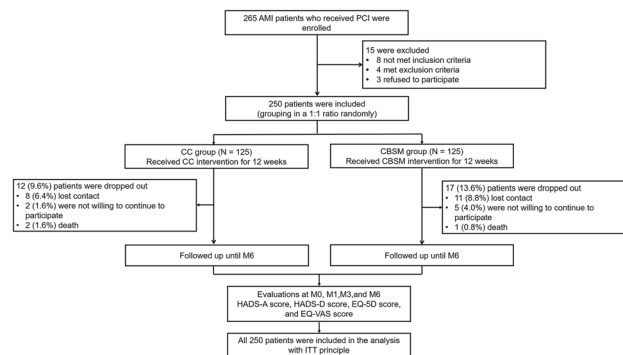 265 AMI patients who received PCI were
enrolled
15 were excluded
• 8 not met inclusion criteria
• 4 met exclusion criteria
• 3 refused to participate
250 patients were included
(grouping in a 1:1 ratio randomly)
CC group (N = 125)
Received CC intervention for 12 weeks
CBSM group (N = 125)
Received CBSM intervention for 12 weeks
12 (9.6%) patients were dropped out
• 8 (6.4%) lost contact
• 2 (1.6%) were not willing to continue to
participate
• 2 (1.6%) death
17 (13.6%) patients were dropped out
• 11 (8.8%) lost contact
• 5 (4.0%) were not willing to continue to
participate
• 1 (0.8%) death
Followed up until M6
Followed up until M6
Evaluations at M0, M1,M3,and M6
HADS-A score, HADS-D score, EQ-5D score,
and EQ-VAS score
All 250 patients were included in the analysis
with ITT principle